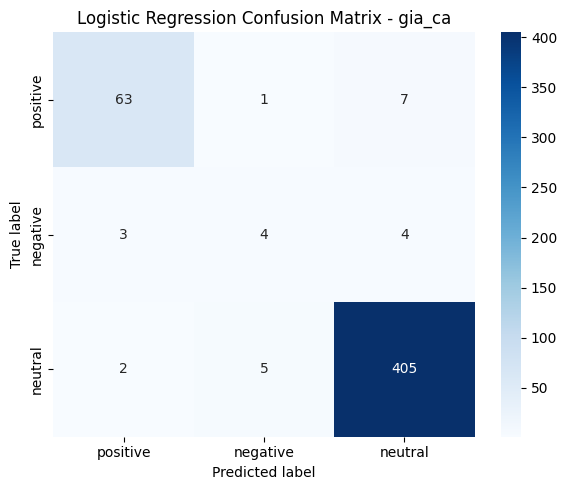 Logistic Regression Confusion Matrix - gia_ca
positive
63
1
7
negative
3
4
4
neutral
2
5
405
True label
positive
negative
neutral
Predicted label
400
350
300
250
200
150
100
50